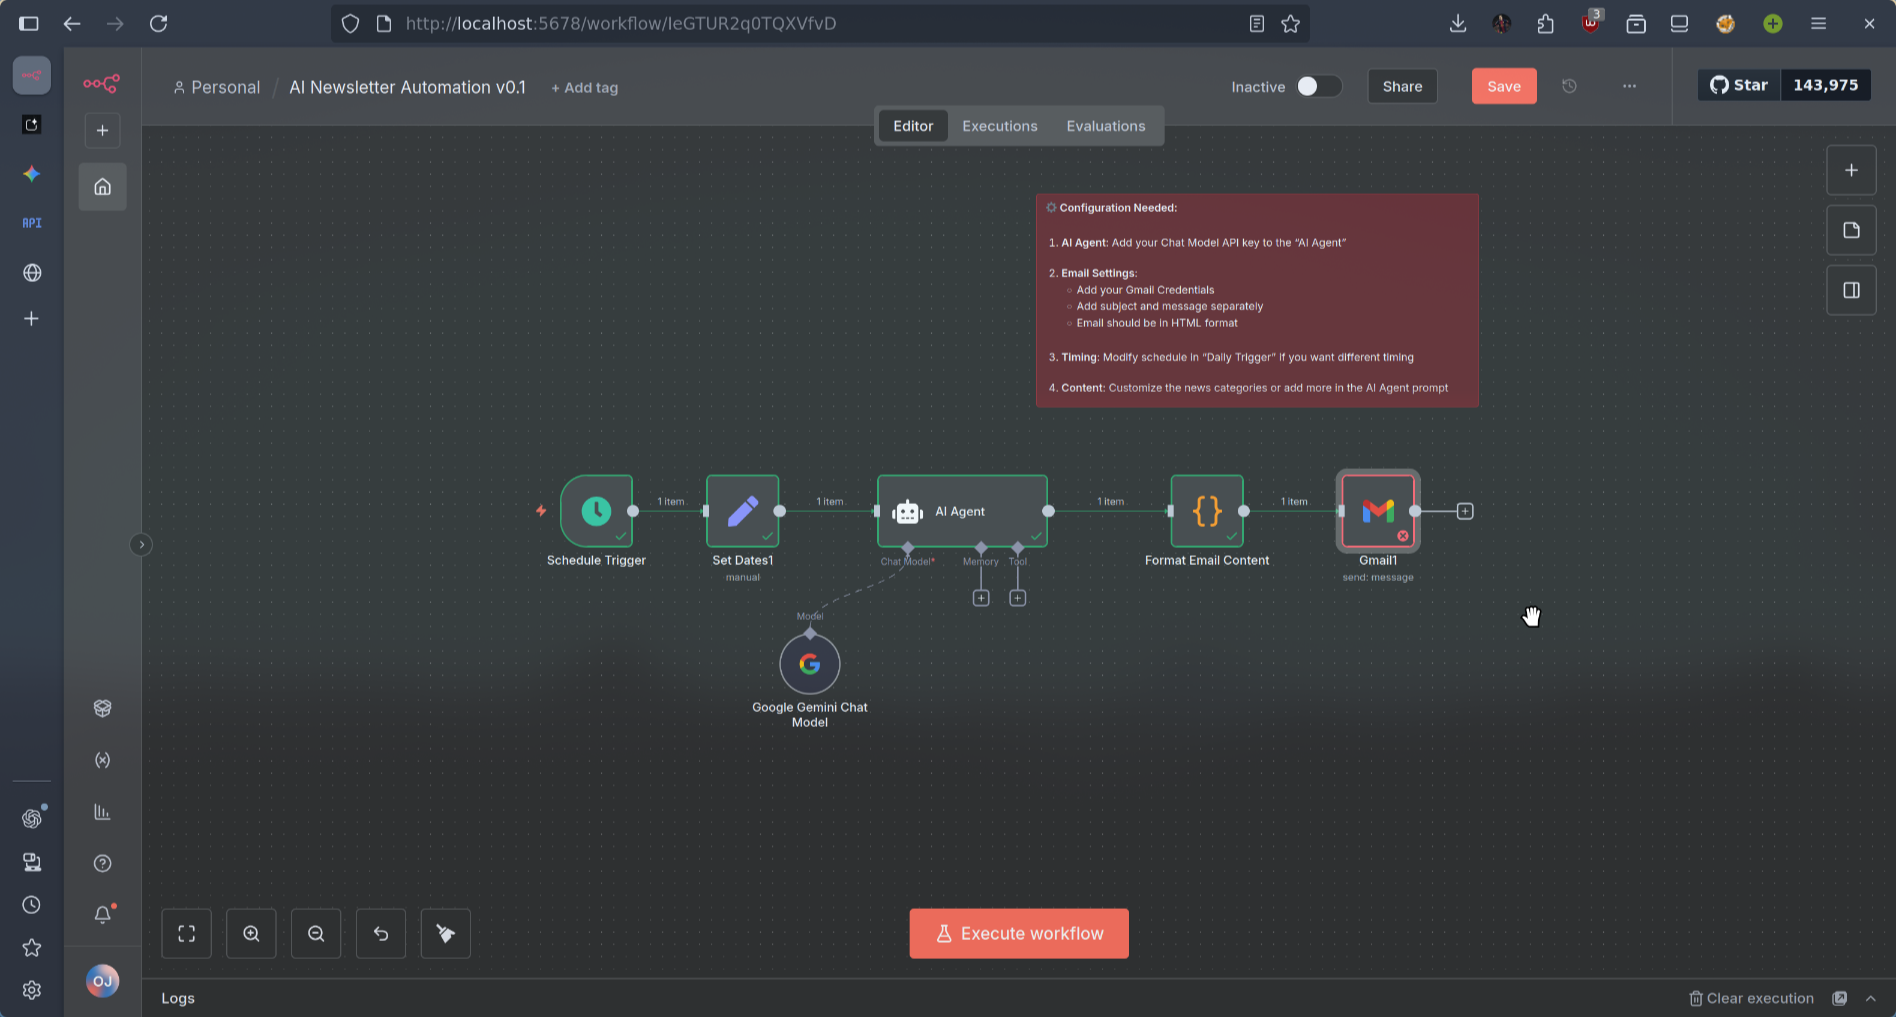 http://localhost:5678/workflow/IeGTUR2q0TQXVfvD
3
Personal / AI Newsletter Automation v0.1 + Add tag
Inactive
Share
Save
...
Star 143,975
Editor Executions Evaluations
API
Configuration Needed:
1. AI Agent: Add your Chat Model API key to the “AI Agent”
2. Email Settings:
Add your Gmail Credentials
Add subject and message separately
Email should be in HTML format
3. Timing: Modify schedule in “Daily Trigger” if you want different timing
4. Content: Customize the news categories or add more in the AI Agent prompt
1 item
1 item
1 item
1 item
AI Agent
Schedule Trigger
Set Dates1
manual
Chat Model*
Memory
Tool
Format Email Content
Gmail1
send: message
Model
Google Gemini Chat
Model
Execute workflow
OJ
Logs
Clear execution